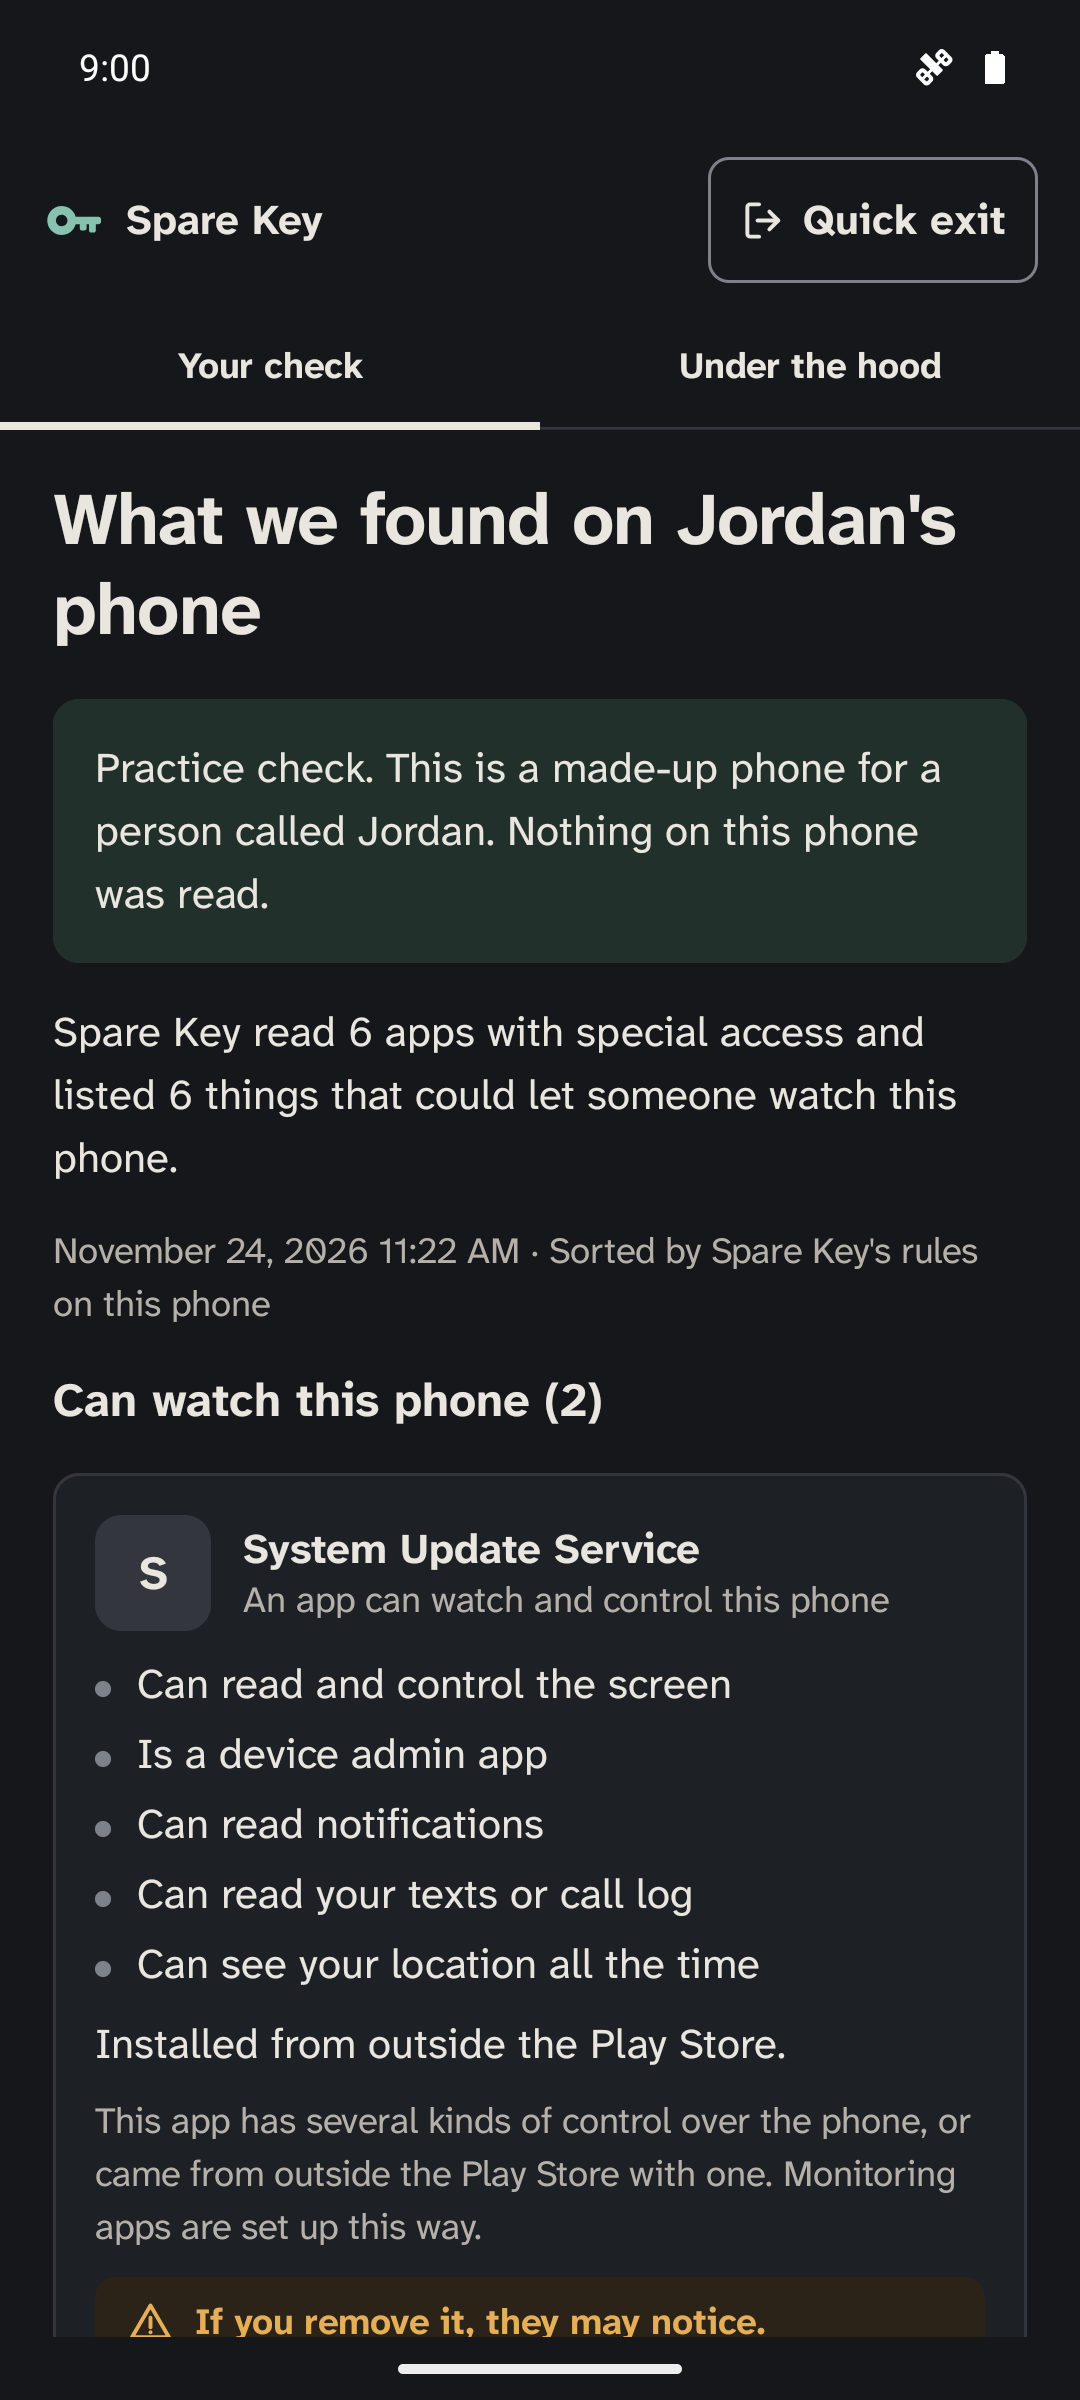 9:00
Spare Key
Quick exit
Your check
Under the hood
What we found on Jordan's
phone
Practice check. This is a made-up phone for a
person called Jordan. Nothing on this phone
was read.
Spare Key read 6 apps with special access and
listed 6 things that could let someone watch this
phone.
November 24, 2026 11:22 AM · Sorted by Spare Key's rules
on this phone
Can watch this phone (2)
S
System Update Service
An app can watch and control this phone
Can read and control the screen
Is a device admin app
Can read notifications
Can read your texts or call log
Can see your location all the time
Installed from outside the Play Store.
This app has several kinds of control over the phone, or
came from outside the Play Store with one. Monitoring
apps are set up this way.
If you remove it, they may notice.